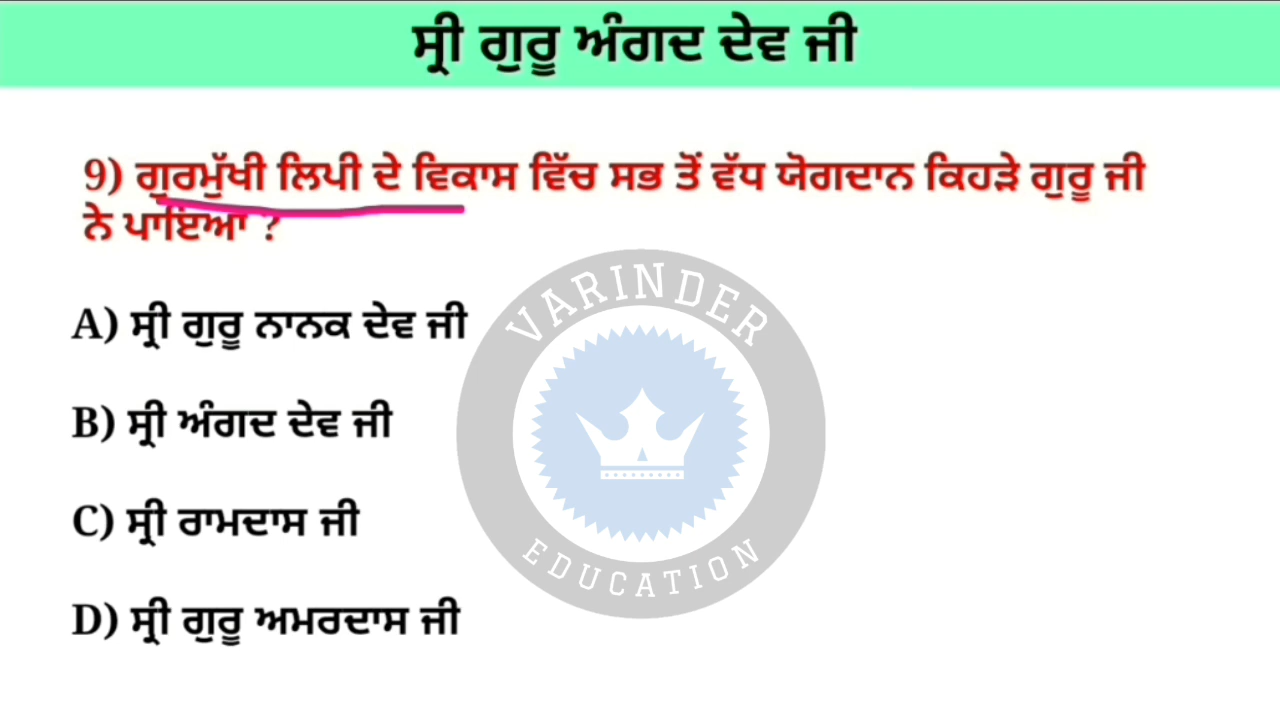 ਸ੍ਰੀ ਗੁਰੂ ਅੰਗਦ ਦੇਵ ਜੀ
9) ਗੁਰਮੁੱਖੀ ਲਿਪੀ ਦੇ ਵਿਕਾਸ ਵਿੱਚ ਸਭ ਤੋਂ ਵੱਧ ਯੋਗਦਾਨ ਕਿਹੜੇ ਗੁਰੂ ਜੀ
ਨੇ ਪਾਇਆ ?
A) ਸ੍ਰੀ ਗੁਰੂ ਨਾਨਕ ਦੇਵ ਜੀ
B) ਸ੍ਰੀ ਅੰਗਦ ਦੇਵ ਜੀ
C) ਸ੍ਰੀ ਰਾਮਦਾਸ ਜੀ
D) ਸ੍ਰੀ ਗੁਰੂ ਅਮਰਦਾਸ ਜੀ
VARINDER
EDUCATION